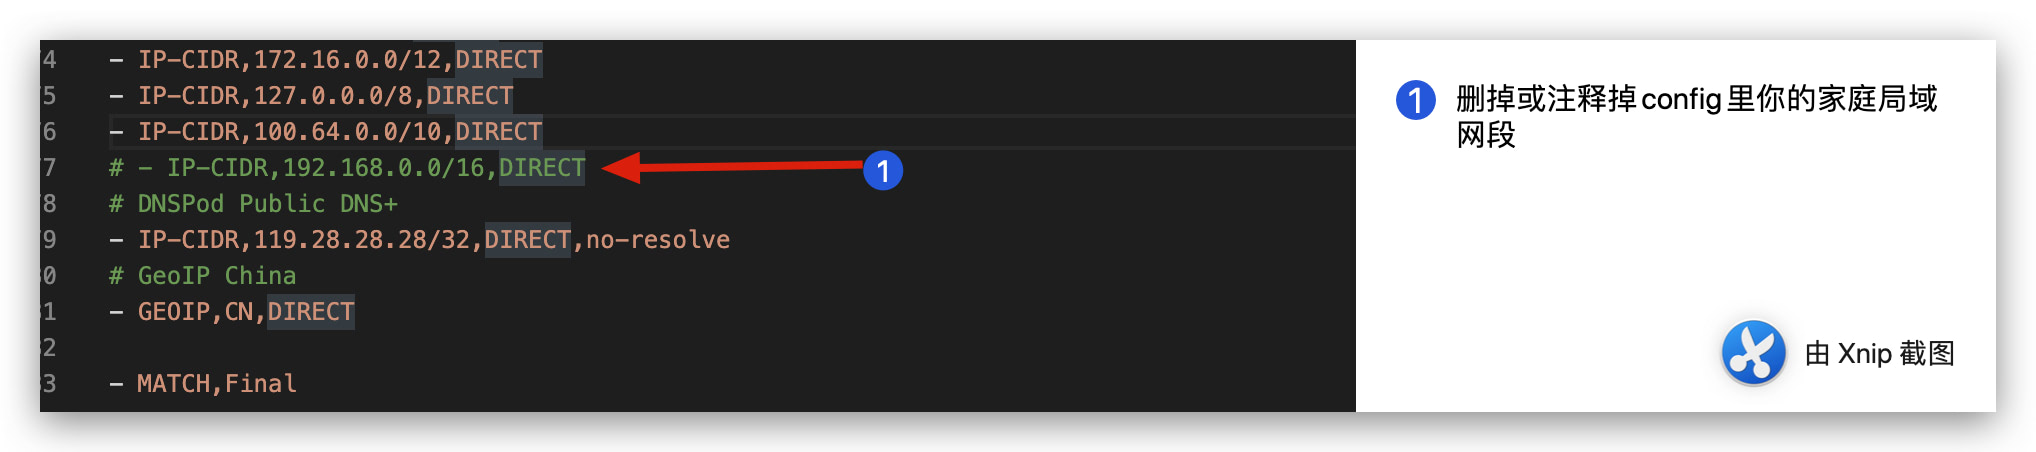 4 - IP-CIDR,172.16.0.0/12,DIRECT
5 - IP-CIDR,127.0.0.0/8,DIRECT
6 - IP-CIDR,100.64.0.0/10,DIRECT
7 # - IP-CIDR,192.168.0.0/16,DIRECT
1
8 # DNSPod Public DNS+
9 - IP-CIDR,119.28.28.28/32,DIRECT,no-resolve
0 # GeoIP China
1 - GEOIP,CN,DIRECT
2
3 - MATCH,Final
1 删掉或注释掉config里你的家庭局域
网段
由 Xnip 截图